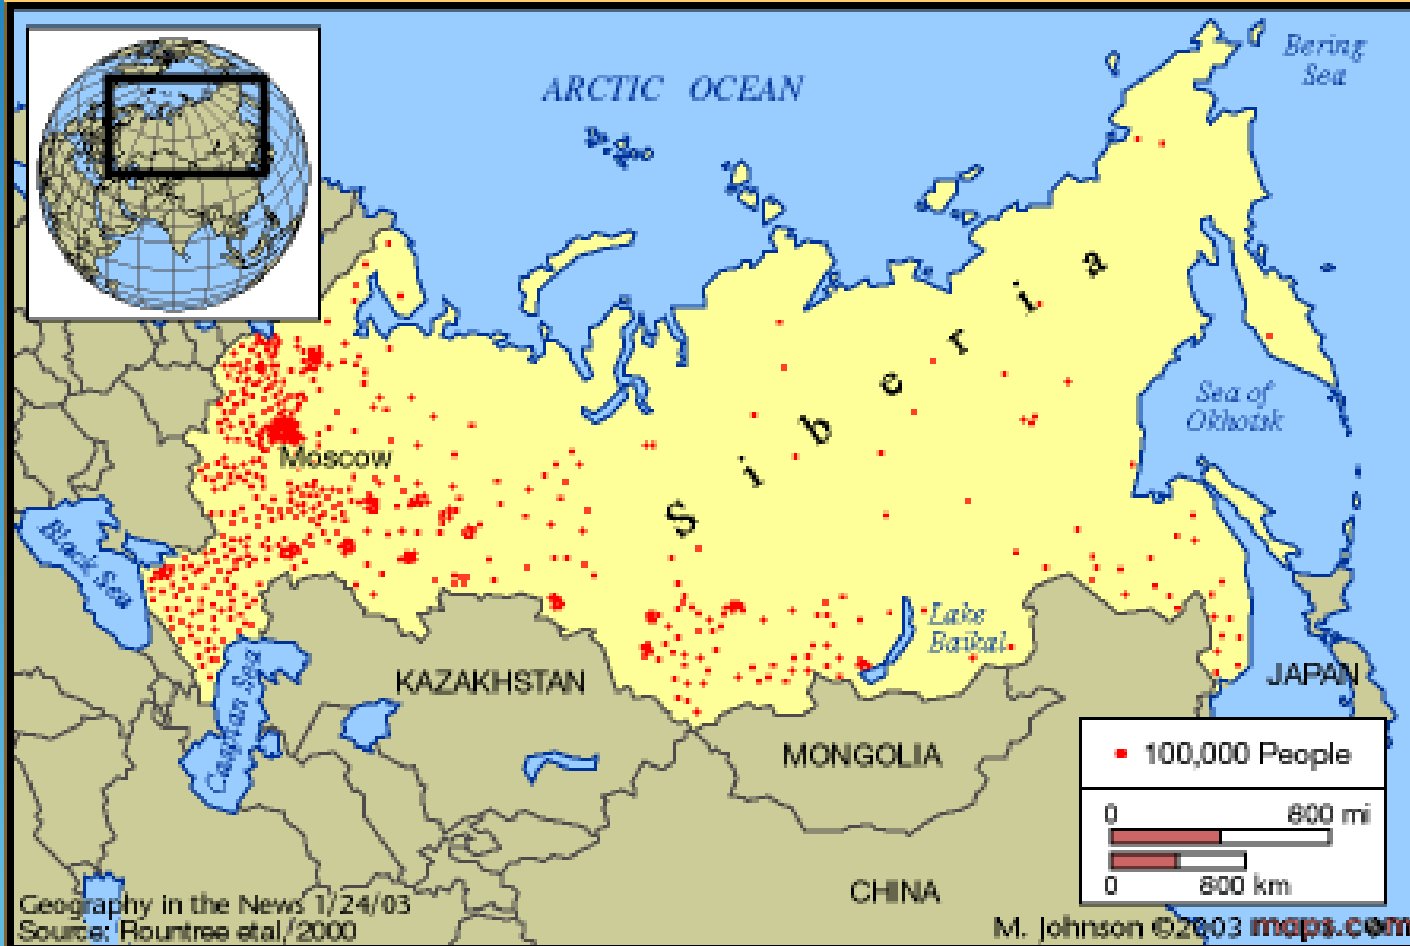 ARCTIC OCEAN
Bering
Sea
Siberia
Sea of
Okhotsk
Moscow
Black Sea
Caspian Sea
Lake
Baikal
KAZAKHSTAN
MONGOLIA
CHINA
JAPAN
100,000 People
0 800 mi
0 800 km
Geography in the News 1/24/03
Source: Rountree etal, 2000
M. Johnson ©2003 maps.com